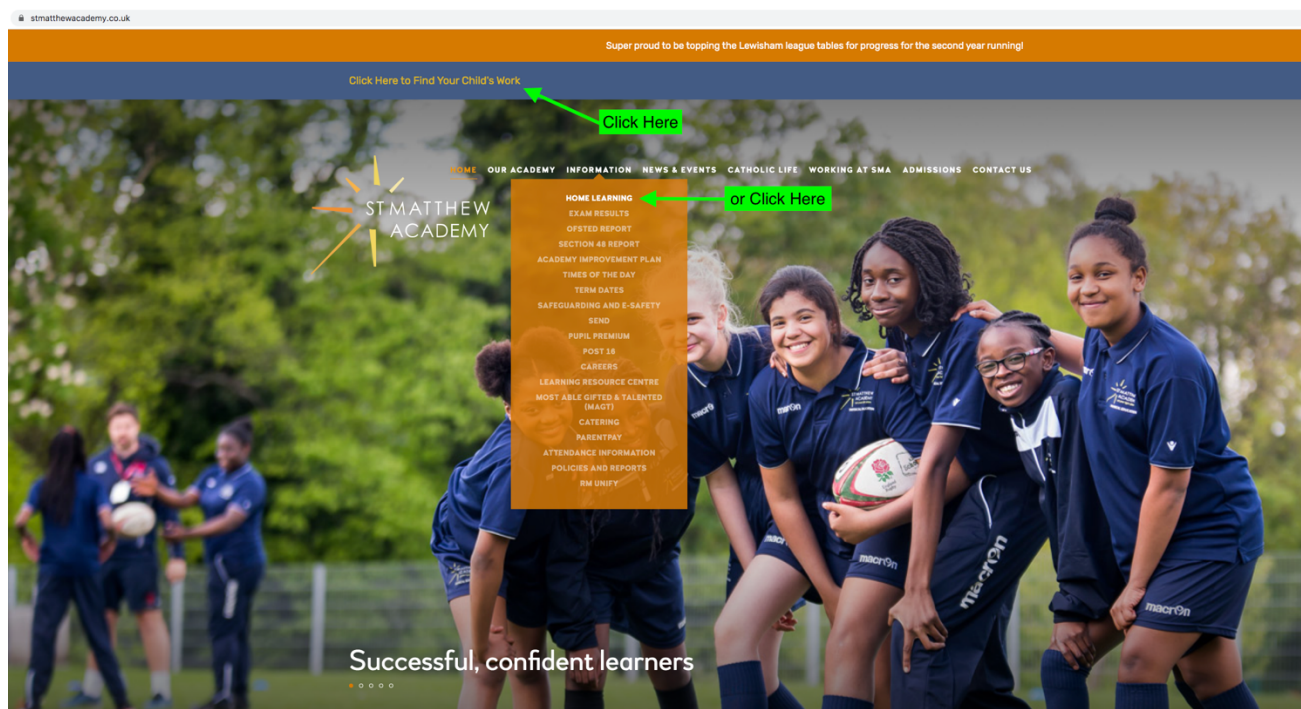 stmatthewacademy.co.uk
Super proud to be topping the Lewisham league tables for progress for the second year running!
Click Here to Find Your Child's Work
Click Here
HOME OUR ACADEMY INFORMATION NEWS & EVENTS CATHOLIC LIFE WORKING AT SMA ADMISSIONS CONTACT US
ST MATTHEW
ACADEMY
HOME LEARNING
or Click Here
EXAM RESULTS
OFSTED REPORT
SECTION 48 REPORT
ACADEMY IMPROVEMENT PLAN
TIMES OF THE DAY
TERM DATES
SAFEGUARDING AND E-SAFETY
SEND
PUPIL PREMIUM
POST 16
CAREERS
LEARNING RESOURCE CENTRE
MOST ABLE GIFTED & TALENTED
(MAGT)
CATERING
PARENTPAY
ATTENDANCE INFORMATION
POLICIES AND REPORTS
RM UNIFY
macron
macron
macron
macron
Successful, confident learners